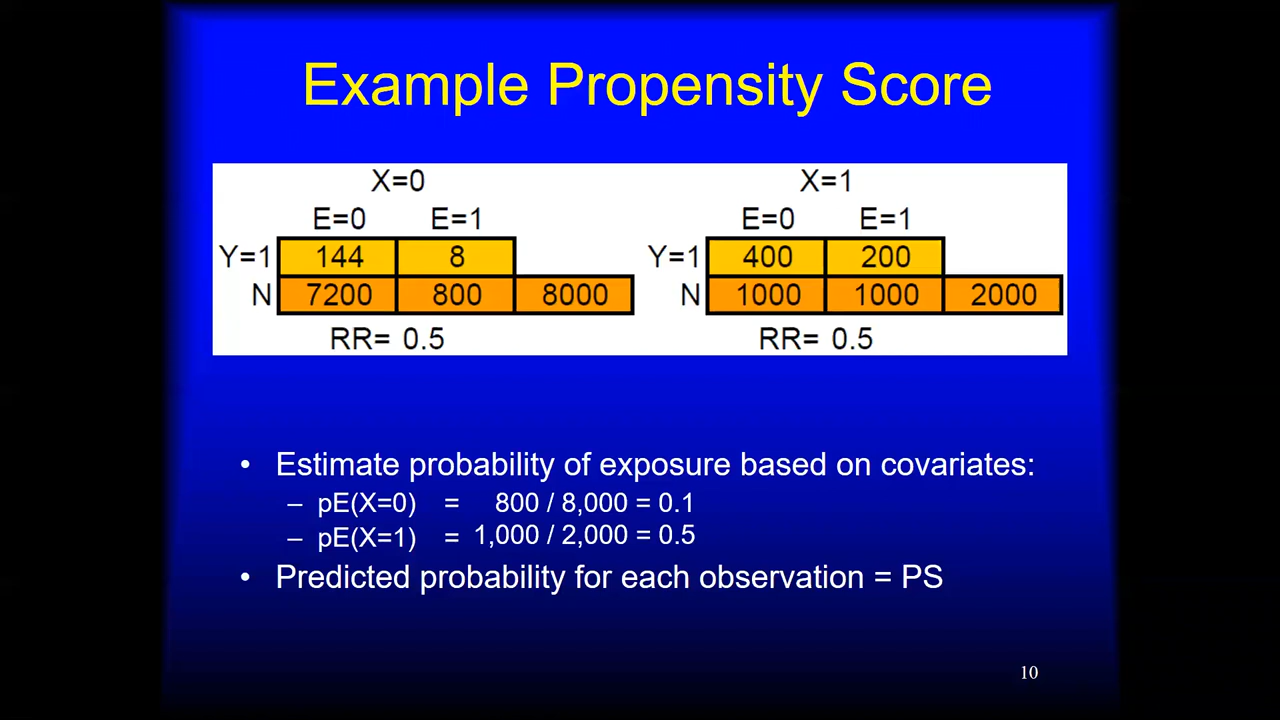 Example Propensity Score
X=0 X=1
E=0 E=1 E=0 E=1
Y=1 144 8 Y=1 400 200
N 7200 800 8000 N 1000 1000 2000
RR= 0.5 RR= 0.5
• Estimate probability of exposure based on covariates:
– pE(X=0) = 800 / 8,000 = 0.1
– pE(X=1) = 1,000 / 2,000 = 0.5
• Predicted probability for each observation = PS
10